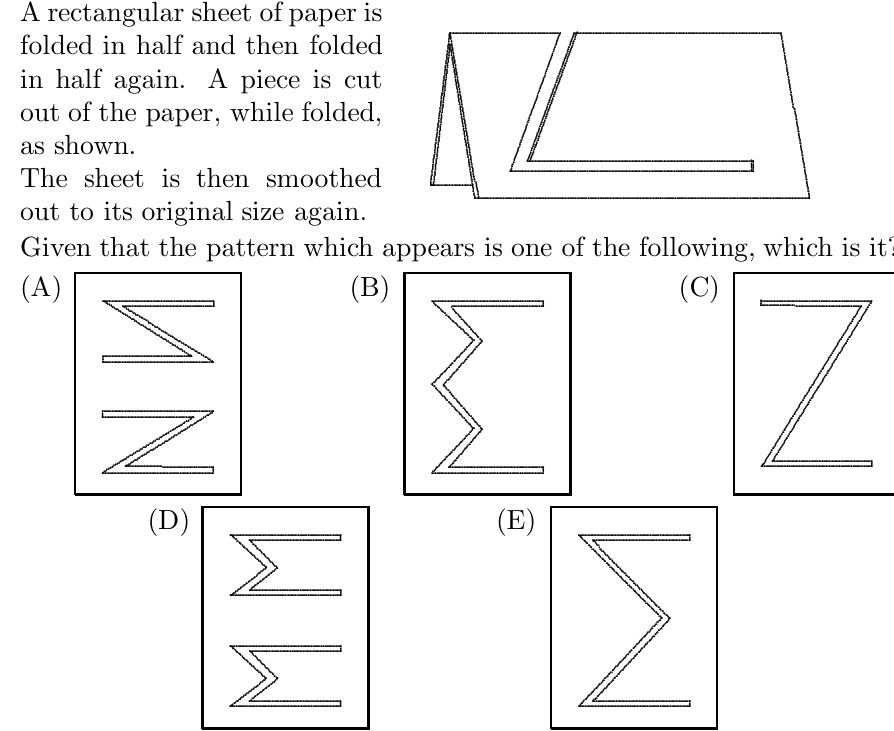 A rectangular sheet of paper is
folded in half and then folded
in half again. A piece is cut
out of the paper, while folded,
as shown.
The sheet is then smoothed
out to its original size again.
Given that the pattern which appears is one of the following, which is it?
(A) (B) (C)
(D) (E)